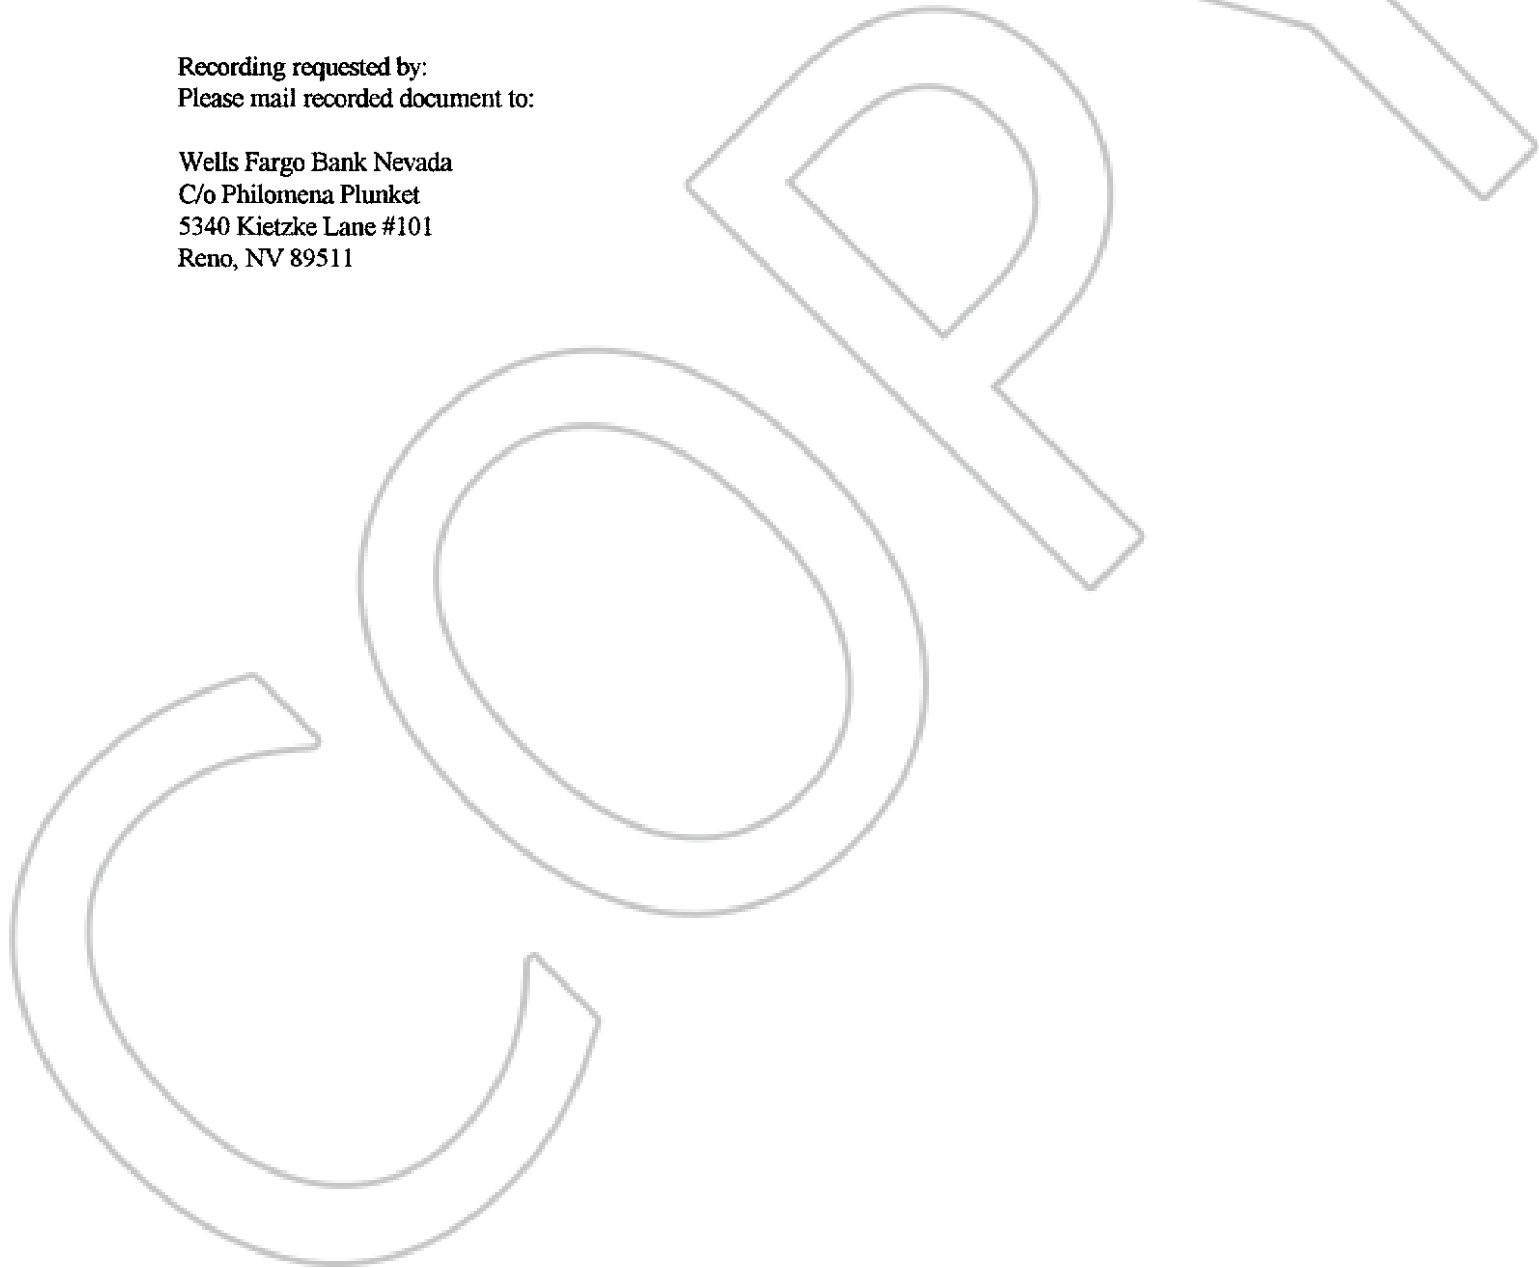 Recording requested by:
Please mail recorded document to:
Wells Fargo Bank Nevada
C/o Philomena Plunket
5340 Kietzke Lane #101
Reno, NV 89511
COPY